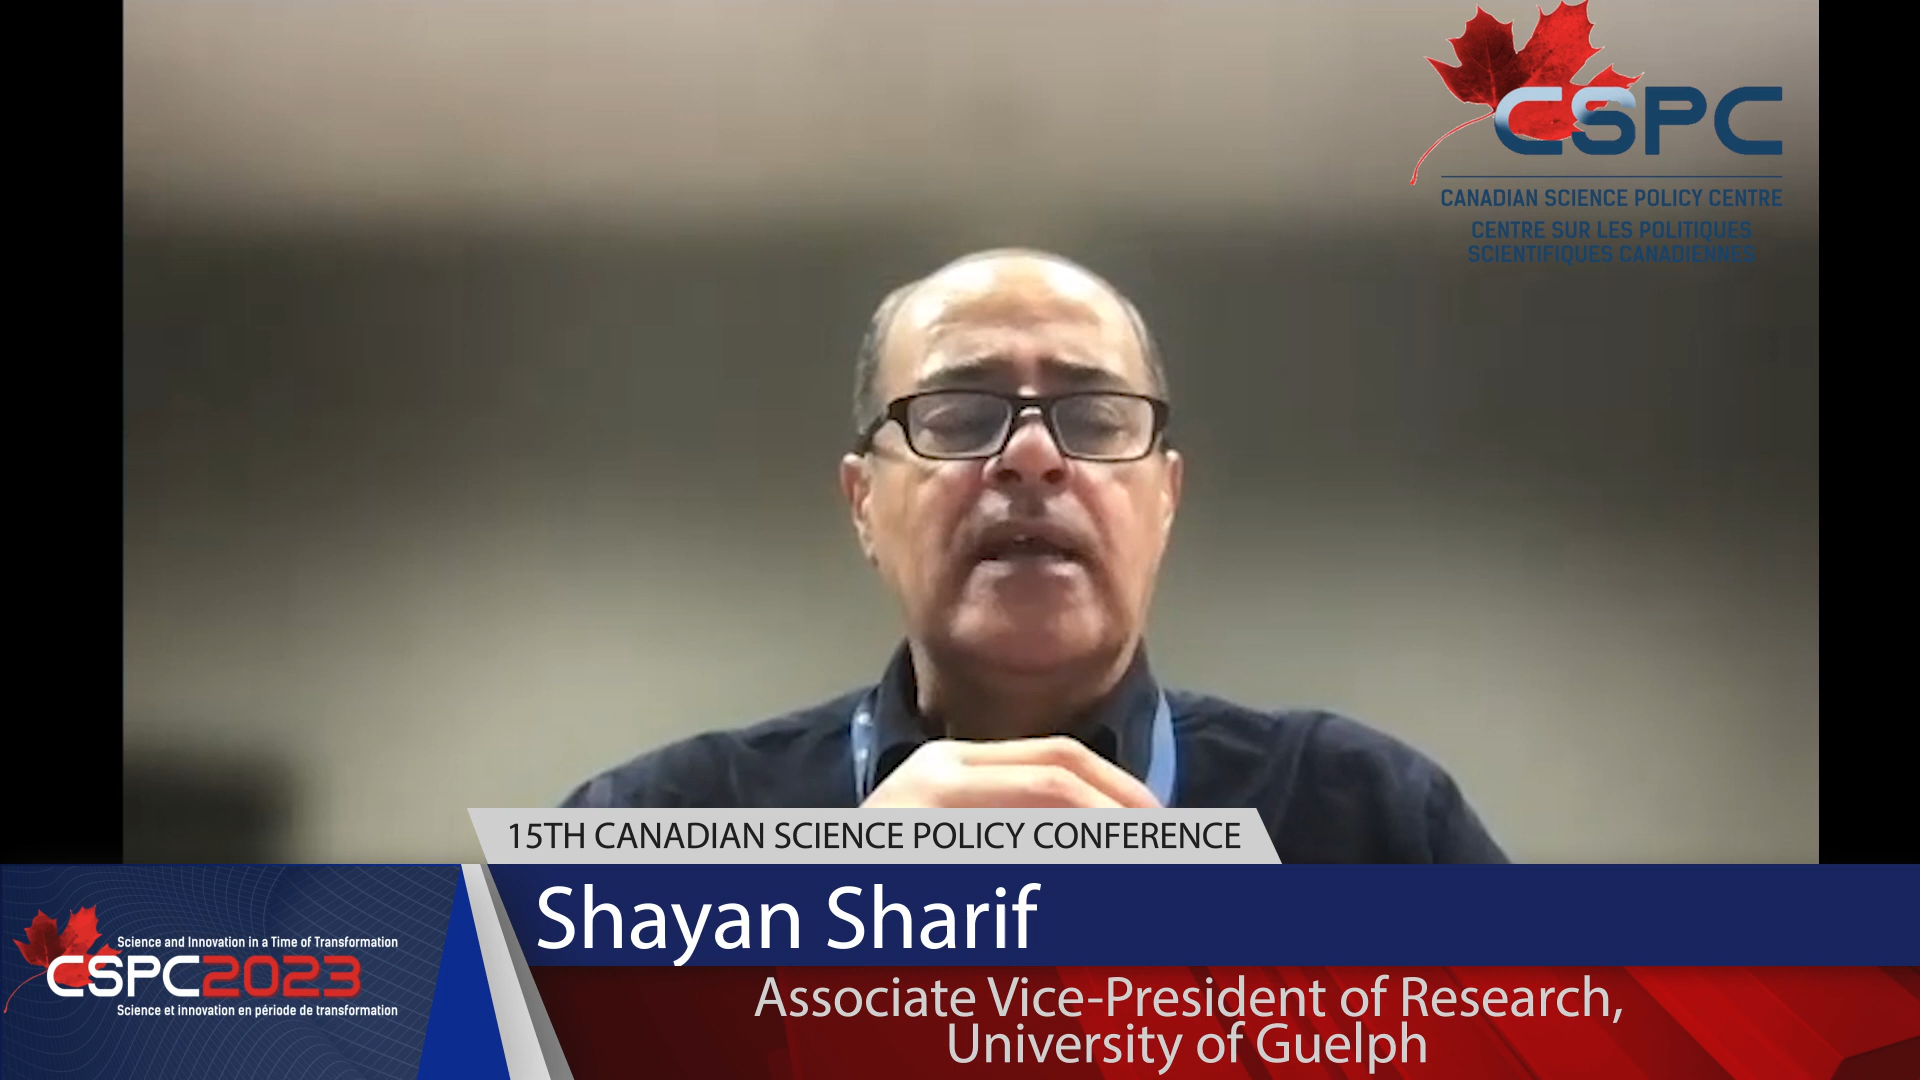 CSPC
CANADIAN SCIENCE POLICY CENTRE
CENTRE SUR LES POLITIQUES
SCIENTIFIQUES CANADIENNES
15TH CANADIAN SCIENCE POLICY CONFERENCE
Shayan Sharif
Associate Vice-President of Research,
University of Guelph
Science and Innovation in a Time of Transformation
CSPC2023
Science et innovation en période de transformation